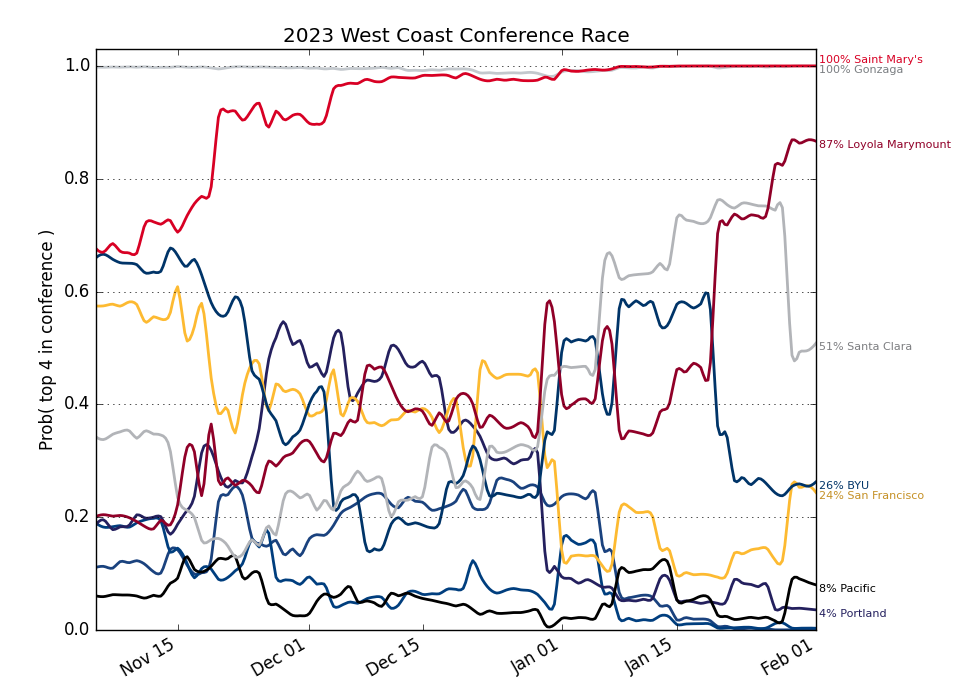 2023 West Coast Conference Race
Prob( top 4 in conference )
1.0
0.8
0.6
0.4
0.2
0.0
Nov 15
Dec 01
Dec 15
Jan 01
Jan 15
Feb 01
100% Saint Mary's
100% Gonzaga
87% Loyola Marymount
51% Santa Clara
26% BYU
24% San Francisco
8% Pacific
4% Portland